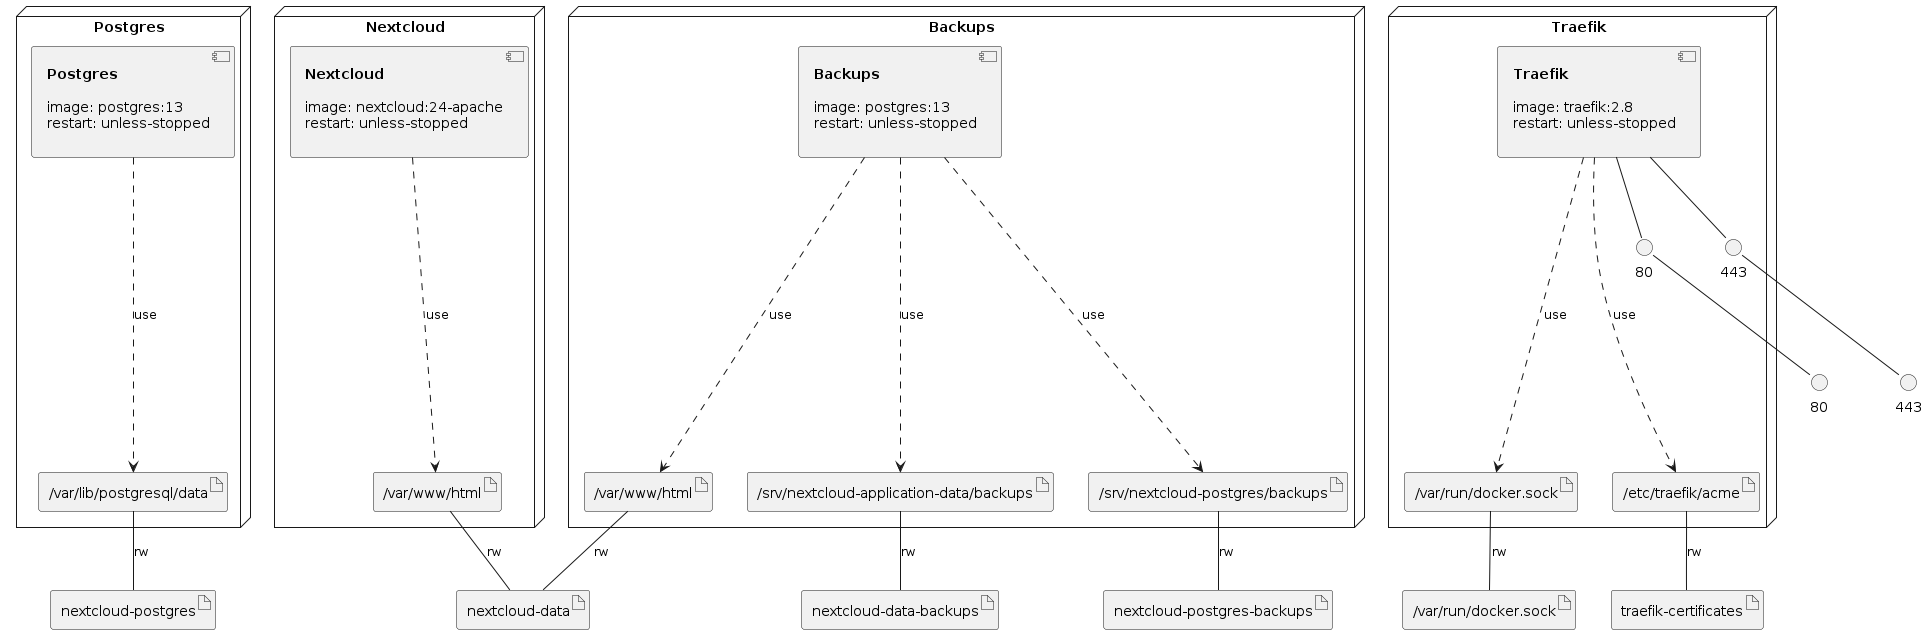 Postgres
Nextcloud
Backups
Traefik
Postgres
image: postgres:13
restart: unless-stopped
Nextcloud
image: nextcloud:24-apache
restart: unless-stopped
Backups
image: postgres:13
restart: unless-stopped
Traefik
image: traefik:2.8
restart: unless-stopped
80
443
use
use
use
use
use
use
use
80
443
/var/lib/postgresql/data
/var/www/html
/var/www/html
/srv/nextcloud-application-data/backups
/srv/nextcloud-postgres/backups
/var/run/docker.sock
/etc/traefik/acme
rw
rw
rw
rw
rw
rw
rw
nextcloud-postgres
nextcloud-data
nextcloud-data-backups
nextcloud-postgres-backups
/var/run/docker.sock
traefik-certificates